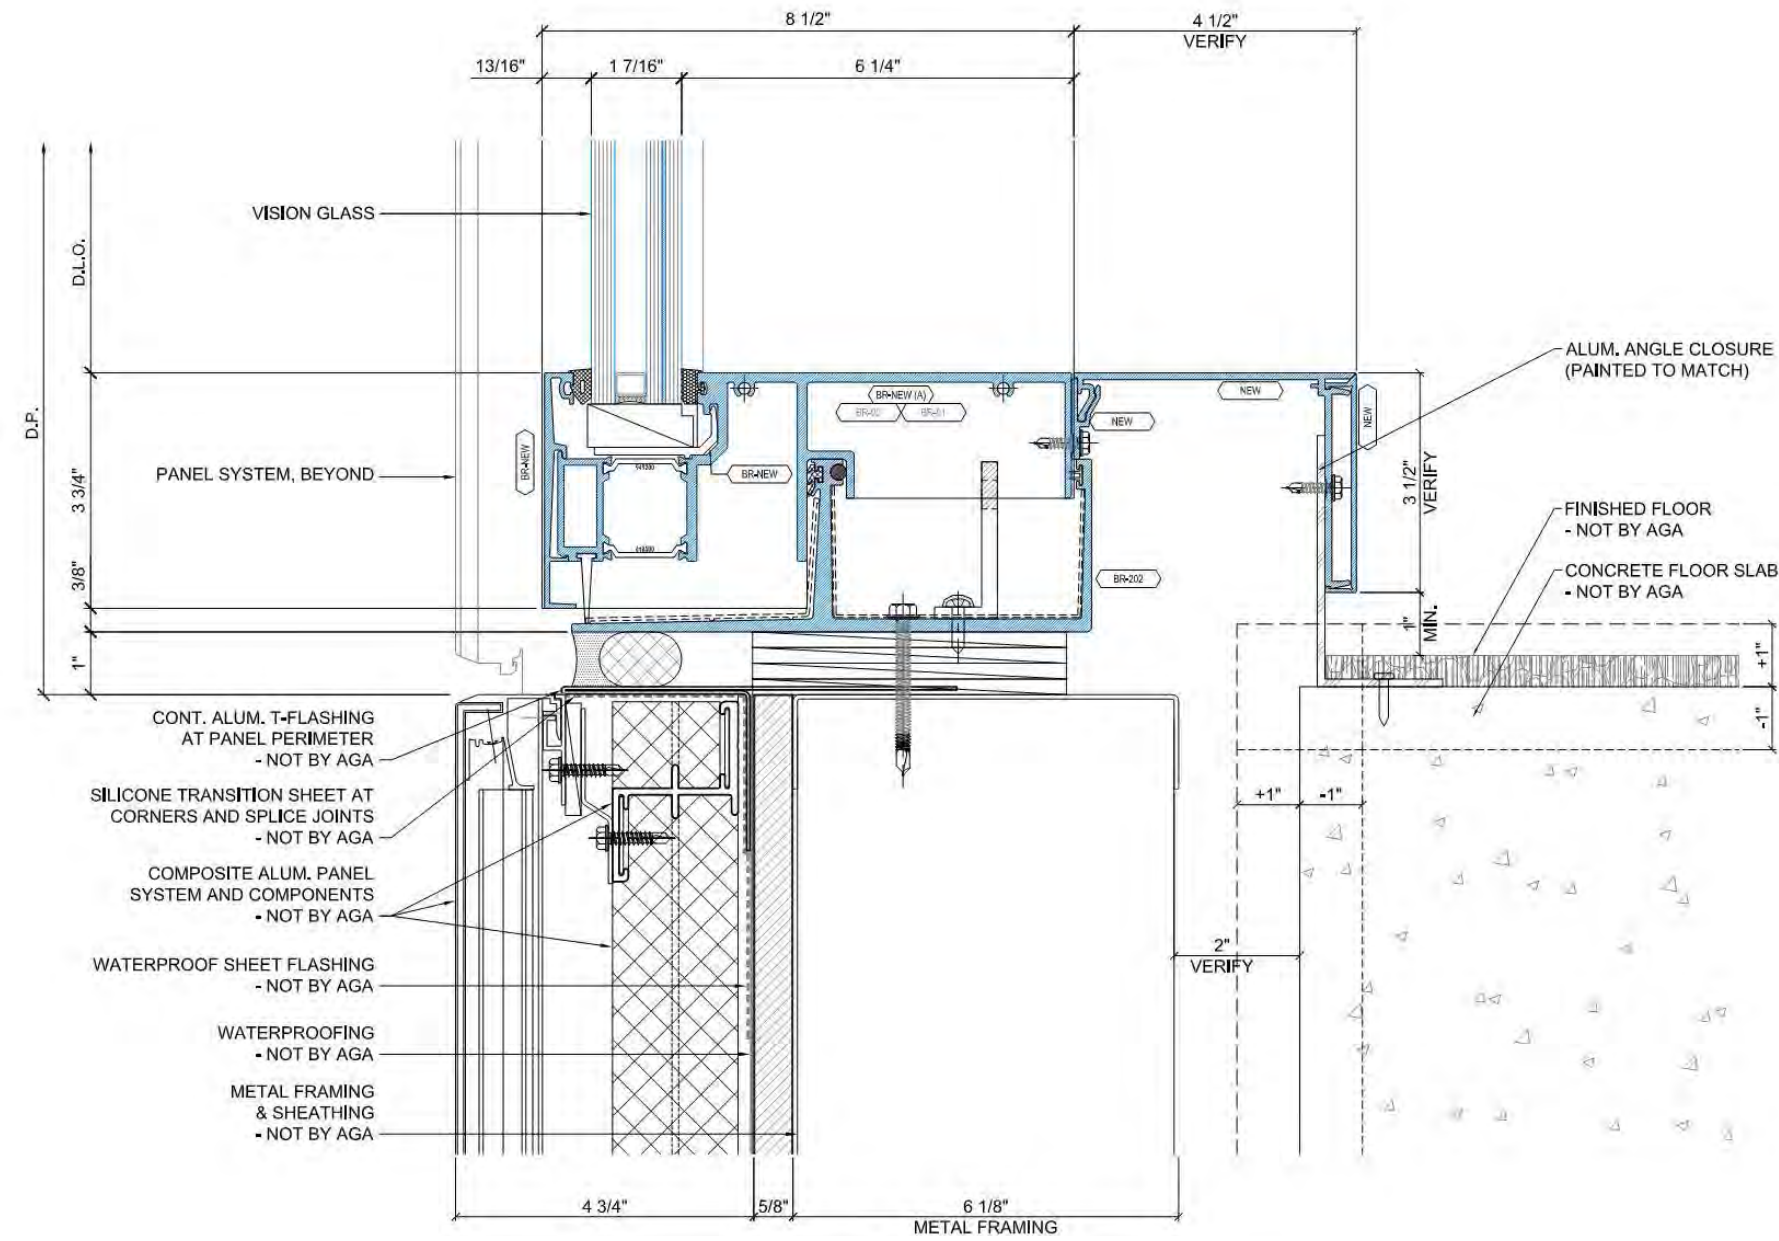 8 1/2"
4 1/2"
VERIFY
13/16"
1 7/16"
6 1/4"
VISION GLASS
D.L.O.
D.P.
ALUM. ANGLE CLOSURE
(PAINTED TO MATCH)
BR-NEW (A)
BR-02
BR-01
NEW
NEW
NEW
BR-NEW
BR-NEW
PANEL SYSTEM, BEYOND
3 3/4"
3 1/2"
VERIFY
FINISHED FLOOR
- NOT BY AGA
3/8"
BR-202
CONCRETE FLOOR SLAB
- NOT BY AGA
1"
MIN.
1"
+1"
-1"
CONT. ALUM. T-FLASHING
AT PANEL PERIMETER
- NOT BY AGA
SILICONE TRANSITION SHEET AT
CORNERS AND SPLICE JOINTS
- NOT BY AGA
+1"
-1"
COMPOSITE ALUM. PANEL
SYSTEM AND COMPONENTS
- NOT BY AGA
2"
VERIFY
WATERPROOF SHEET FLASHING
- NOT BY AGA
WATERPROOFING
- NOT BY AGA
METAL FRAMING
& SHEATHING
- NOT BY AGA
4 3/4"
5/8"
6 1/8"
METAL FRAMING